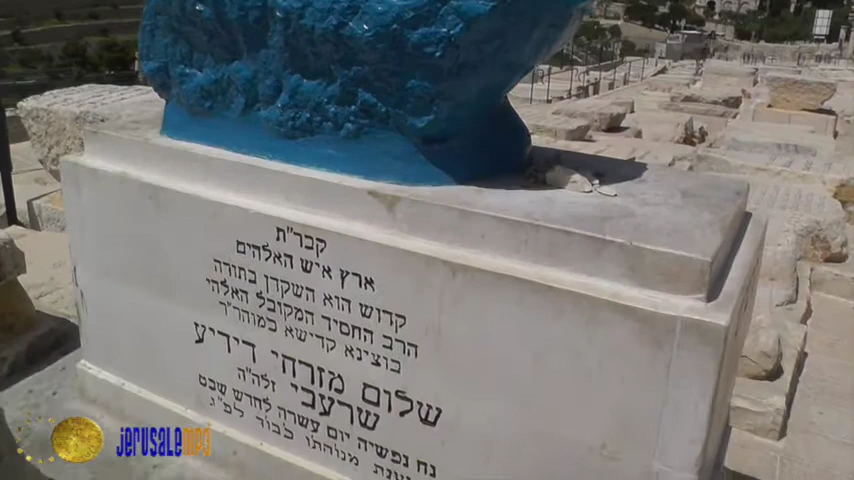 קבר״ת
ארץ איש האלהים
קדוש הוא השקדן בתורה
הרב החסיד המקובל האלהי
בוצינא קדישא כמוהר״ר
שלום מזרחי דידיע
שרעבי זלה״ה
נח נפשיה יום עשרה לחדש שבט
מנוחתו כבוד לפ״ג
JERUSALEMP3